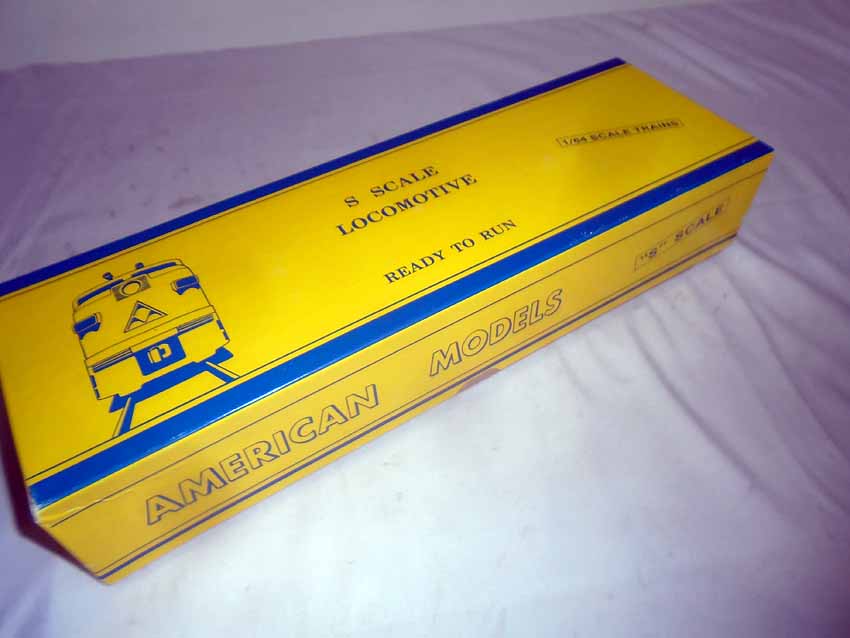 1/64 SCALE TRAINS
S SCALE
LOCOMOTIVE
READY TO RUN
"S" SCALE
AMERICAN MODELS